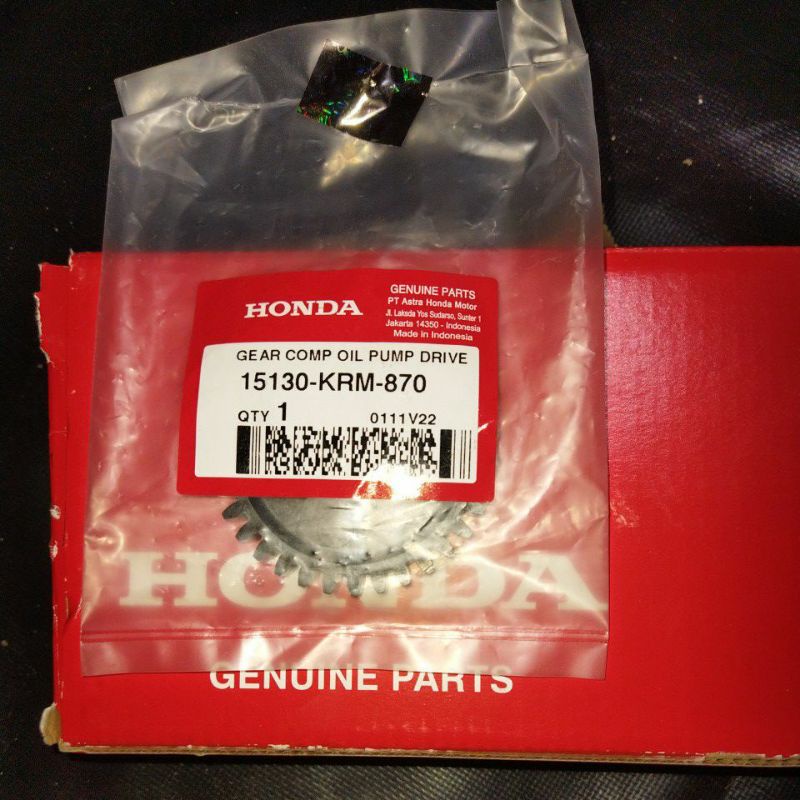 HONDA
GENUINE PARTS
PT Astra Honda Motor
Jl. Laksda Yos Sudarso, Sunter 1
Jakarta 14350 - Indonesia
Made in Indonesia
GEAR COMP OIL PUMP DRIVE
15130-KRM-870
QTY 1 0111V22
HONDA
GENUINE PARTS